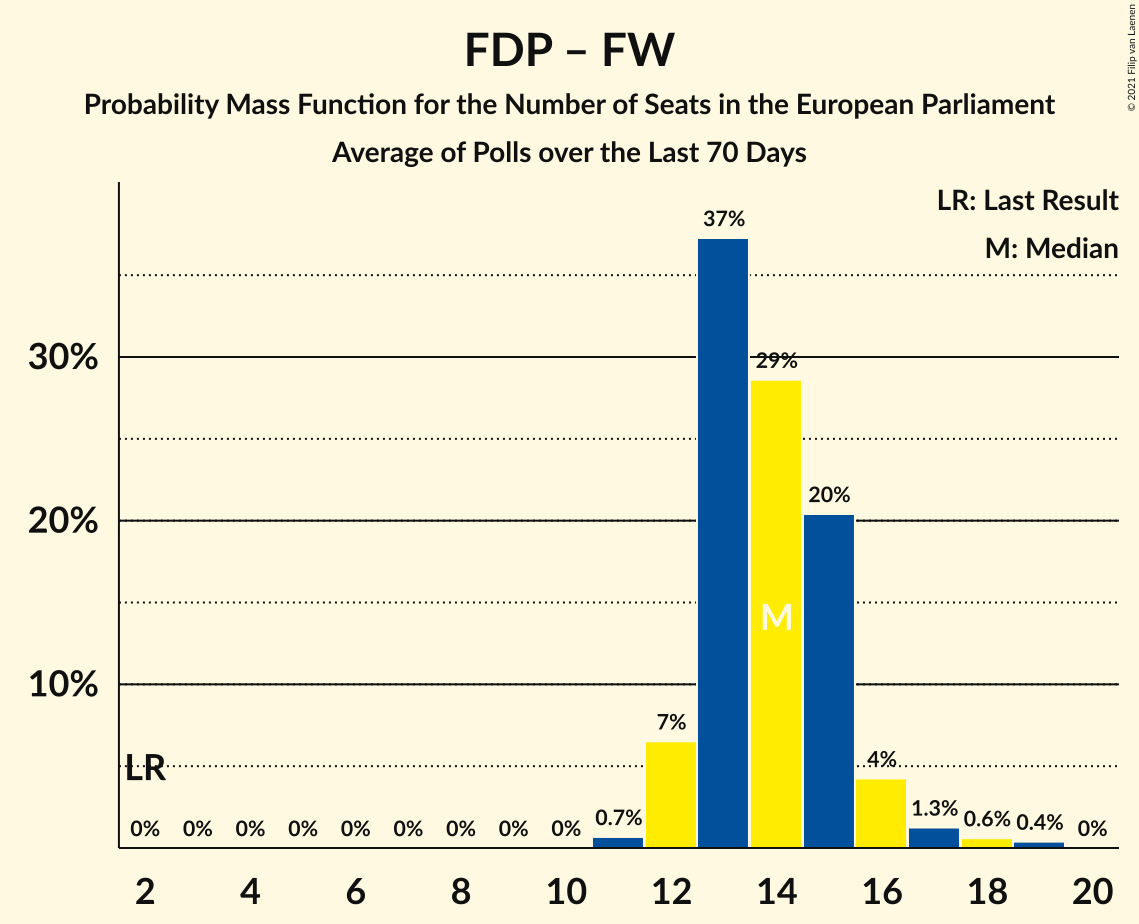 FDP – FW
Probability Mass Function for the Number of Seats in the European Parliament
Average of Polls over the Last 70 Days
© 2021 Filip van Laenen
LR: Last Result
M: Median
37%
30%
29%
20%
20%
M
10%
7%
LR
4%
0% 0% 0% 0% 0% 0% 0% 0% 0% 0.7% 1.3% 0.6% 0.4% 0%
2 4 6 8 10 12 14 16 18 20